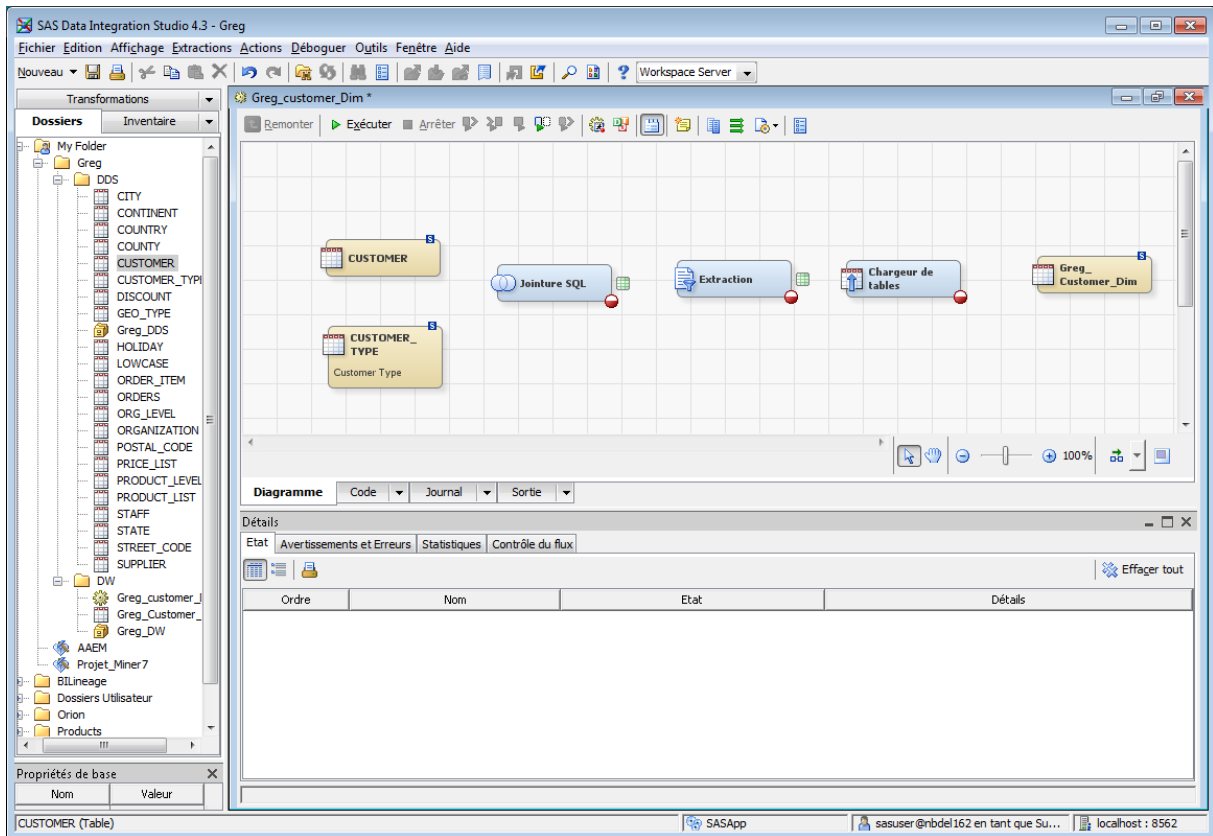 SAS Data Integration Studio 4.3 - Greg
Fichier Edition Affichage Extractions Actions Déboguer Outils Fenêtre Aide
Nouveau
Workspace Server
Transformations
Dossiers
Inventaire
My Folder
Greg
DDS
CITY
CONTINENT
COUNTRY
COUNTY
CUSTOMER
CUSTOMER_TYPE
DISCOUNT
GEO_TYPE
Greg_DDS
HOLIDAY
LOWCASE
ORDER_ITEM
ORDERS
ORG_LEVEL
ORGANIZATION
POSTAL_CODE
PRICE_LIST
PRODUCT_LEVEL
PRODUCT_LIST
STAFF
STATE
STREET_CODE
SUPPLIER
DW
Greg_customer_I
Greg_Customer_
Greg_DW
AAEM
Projet_Miner7
BILineage
Dossiers Utilisateur
Orion
Products
Propriétés de base
Nom Valeur
Greg_customer_Dim *
Remonter Exécuter Arrêter
CUSTOMER
CUSTOMER_
TYPE
Customer Type
Jointure SQL
Extraction
Chargeur de
tables
Greg_
Customer_Dim
100%
Diagramme Code Journal Sortie
Détails
Etat Avertissements et Erreurs Statistiques Contrôle du flux
Effaçer tout
Ordre Nom Etat Détails
CUSTOMER (Table)
SASApp
sasuser@nbdel162 en tant que Su...
localhost : 8562